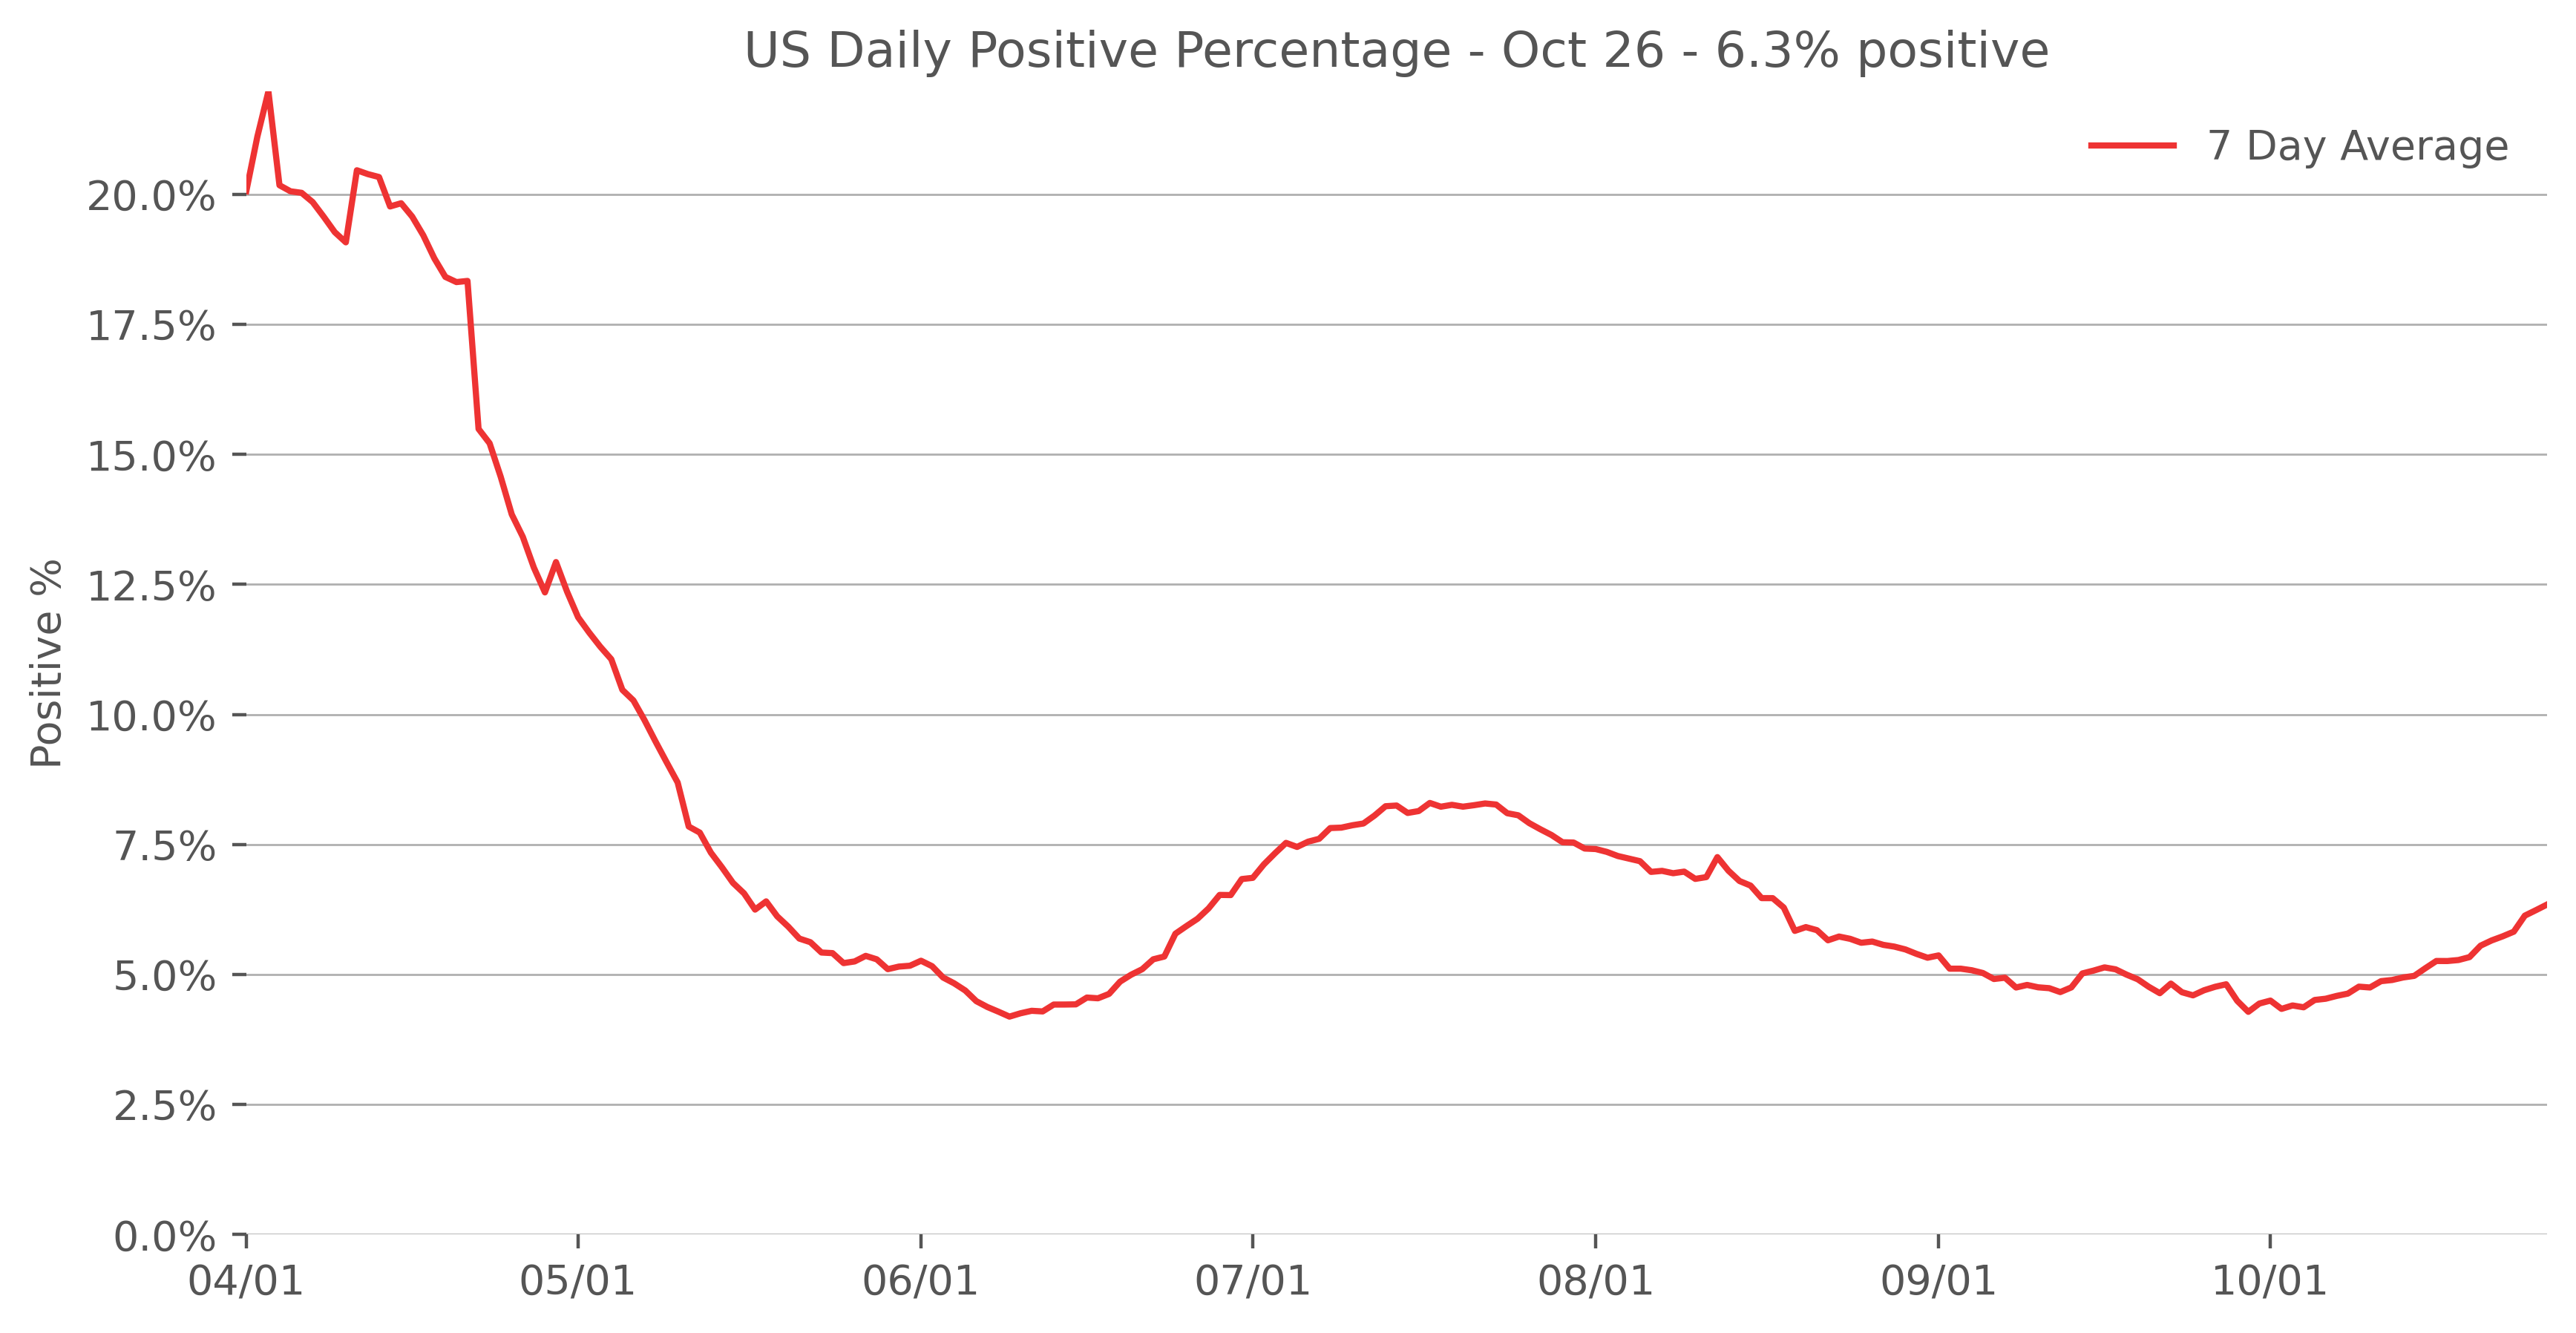 US Daily Positive Percentage - Oct 26 - 6.3% positive
7 Day Average
Positive %
20.0%
17.5%
15.0%
12.5%
10.0%
7.5%
5.0%
2.5%
0.0%
04/01 05/01 06/01 07/01 08/01 09/01 10/01